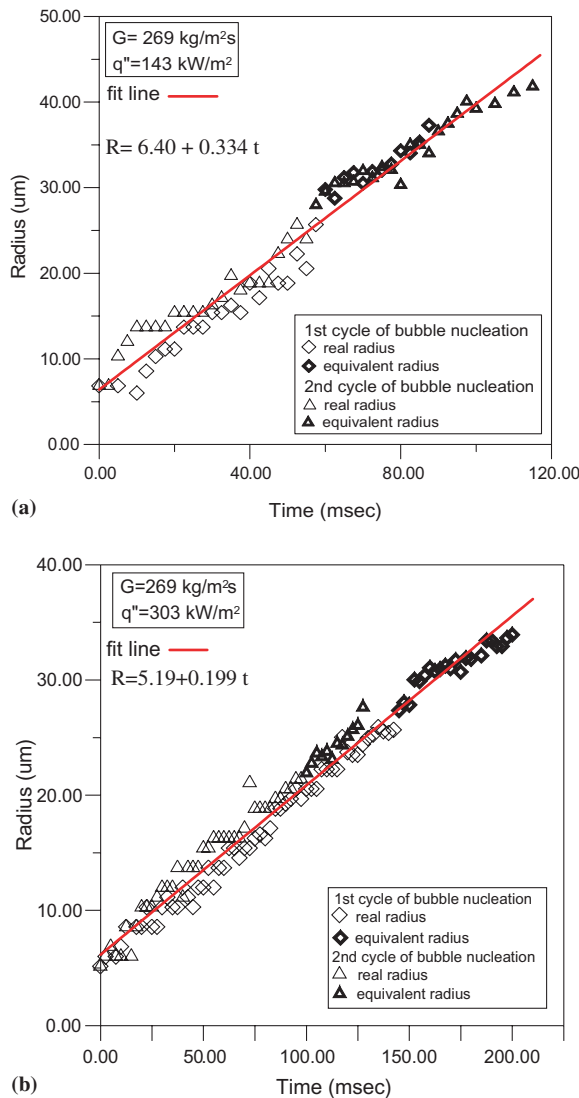 50.00
40.00
30.00
20.00
10.00
0.00
Radius (um)
G= 269 kg/m²s
q"=143 kW/m²
fit line
R= 6.40 + 0.334 t
1st cycle of bubble nucleation
real radius
equivalent radius
2nd cycle of bubble nucleation
real radius
equivalent radius
0.00 40.00 80.00 120.00
Time (msec)
(a)
40.00
30.00
20.00
10.00
0.00
Radius (um)
G=269 kg/m²s
q"=303 kW/m²
fit line
R=5.19+0.199 t
1st cycle of bubble nucleation
real radius
equivalent radius
2nd cycle of bubble nucleation
real radius
equivalent radius
0.00 50.00 100.00 150.00 200.00
Time (msec)
(b)